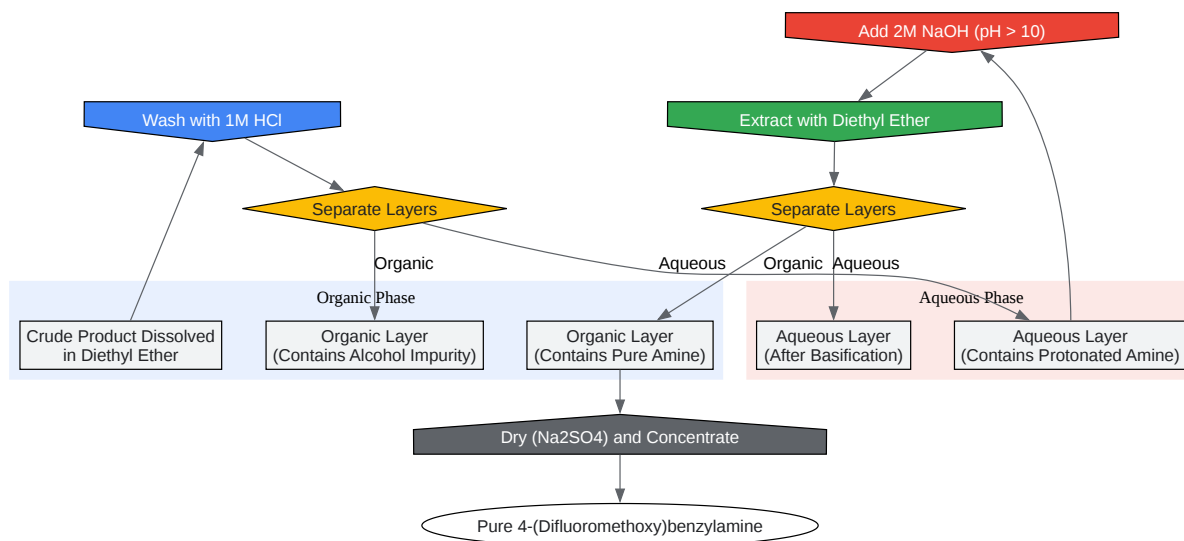 Add 2M NaOH (pH > 10)
Wash with 1M HCl
Extract with Diethyl Ether
Separate Layers
Separate Layers
Organic
Aqueous
Organic
Aqueous
Organic Phase
Aqueous Phase
Crude Product Dissolved
in Diethyl Ether
Organic Layer
(Contains Alcohol Impurity)
Organic Layer
(Contains Pure Amine)
Aqueous Layer
(After Basification)
Aqueous Layer
(Contains Protonated Amine)
Dry (Na2SO4) and Concentrate
Pure 4-(Difluoromethoxy)benzylamine